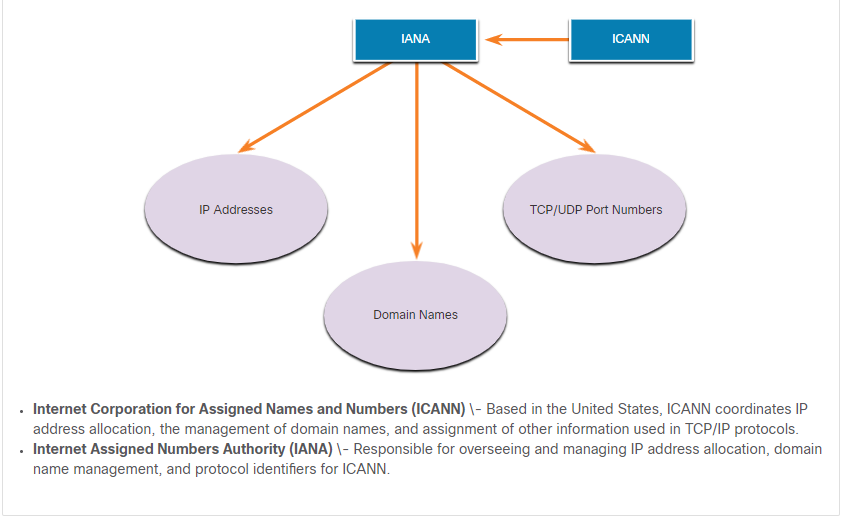 IANA
ICANN
IP Addresses
TCP/UDP Port Numbers
Domain Names
• Internet Corporation for Assigned Names and Numbers (ICANN) \- Based in the United States, ICANN coordinates IP
address allocation, the management of domain names, and assignment of other information used in TCP/IP protocols.
• Internet Assigned Numbers Authority (IANA) \- Responsible for overseeing and managing IP address allocation, domain
name management, and protocol identifiers for ICANN.